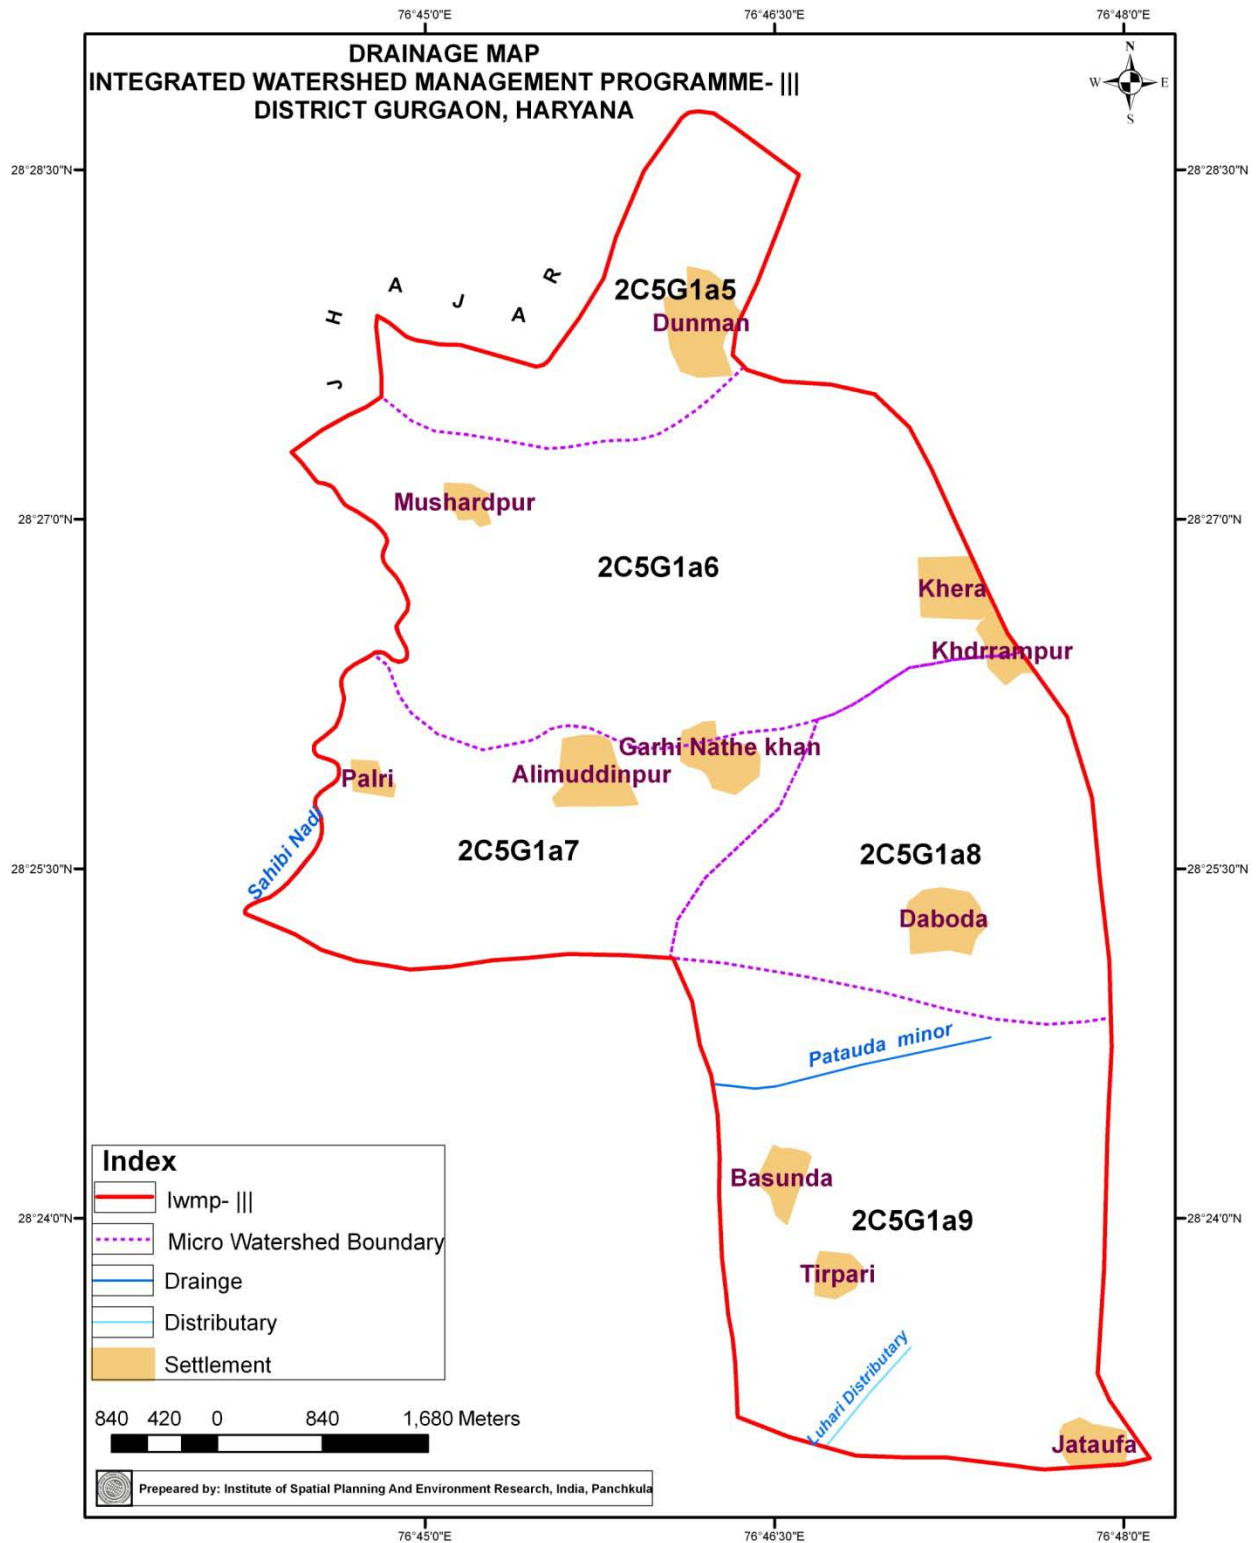 76°45'0"E 76°46'30"E 76°48'0"E
DRAINAGE MAP
INTEGRATED WATERSHED MANAGEMENT PROGRAMME- |||
DISTRICT GURGAON, HARYANA
N
W E
S
28°28'30"N 28°28'30"N
J H A J A R
2C5G1a5
Dunman
Mushardpur
28°27'0"N 28°27'0"N
2C5G1a6
Khera
Khdrrampur
Garhi Nathe khan
Palri
Alimuddinpur
Sahibi Nadi
2C5G1a7
2C5G1a8
28°25'30"N 28°25'30"N
Daboda
Patauda minor
Basunda
28°24'0"N 28°24'0"N
2C5G1a9
Tirpari
Luhari Distributary
Jataufa
Index
Iwmp- |||
Micro Watershed Boundary
Drainge
Distributary
Settlement
840 420 0 840 1,680 Meters
Prepeared by: Institute of Spatial Planning And Environment Research, India, Panchkula
76°45'0"E 76°46'30"E 76°48'0"E